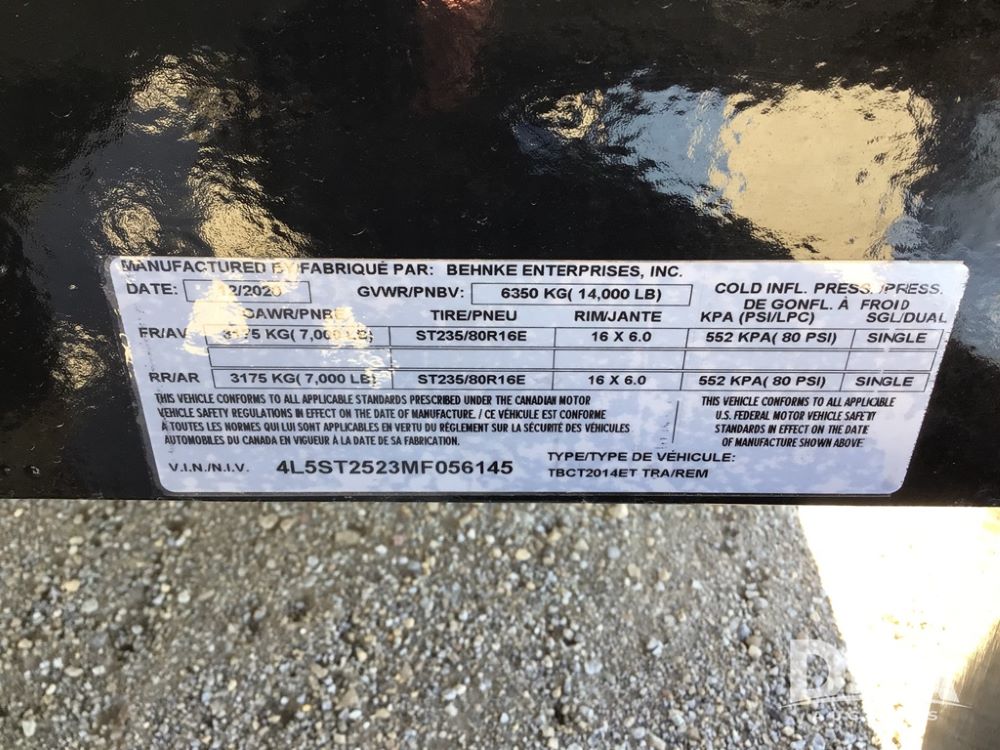 MANUFACTURED BY/FABRIQUÉ PAR: BEHNKE ENTERPRISES, INC.
DATE: 2/2020 GVWR/PNBV: 6350 KG( 14,000 LB) COLD INFL. PRESS./PRESS.
DE GONFL. À FROID
GAWR/PNBE TIRE/PNEU RIM/JANTE KPA (PSI/LPC) SGL/DUAL
FR/AV 3175 KG( 7,000 LB) ST235/80R16E 16 X 6.0 552 KPA( 80 PSI) SINGLE
RR/AR 3175 KG( 7,000 LB) ST235/80R16E 16 X 6.0 552 KPA( 80 PSI) SINGLE
THIS VEHICLE CONFORMS TO ALL APPLICABLE STANDARDS PRESCRIBED UNDER THE CANADIAN MOTOR
VEHICLE SAFETY REGULATIONS IN EFFECT ON THE DATE OF MANUFACTURE. / CE VÉHICULE EST CONFORME
À TOUTES LES NORMES QUI LUI SONT APPLICABLES EN VERTU DU RÈGLEMENT SUR LA SÉCURITÉ DES VÉHICULES
AUTOMOBILES DU CANADA EN VIGUEUR À LA DATE DE SA FABRICATION.
THIS VEHICLE CONFORMS TO ALL APPLICABLE
U.S. FEDERAL MOTOR VEHICLE SAFETY
STANDARDS IN EFFECT ON THE DATE
OF MANUFACTURE SHOWN ABOVE
V.I.N./N.I.V. 4L5ST2523MF056145
TYPE/TYPE DE VÉHICULE:
TBCT2014ET TRA/REM